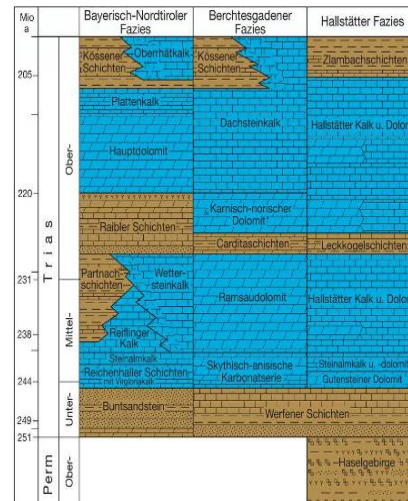 Mio
a
Bayerisch-Nordtiroler
Fazies
Berchtesgadener
Fazies
Hallstätter Fazies
205
220
231
238
244
249
251
Trias
Perm
Ober-
Mittel-
Unter-
Ober-
Kössener
Schichten
Oberrhätkalk
Plattenkalk
Hauptdolomit
Raibler Schichten
Partnach-
schichten
Wetter-
steinkalk
Reiflinger
Kalk
Steinalmkalk
Reichenhaller Schichten
mit Virgloriakalk
Buntsandstein
Kössener
Schichten
Dachsteinkalk
„Karnisch-norischer
Dolomit“
Carditaschichten
Ramsaudolomit
Skythisch-anisische
Karbonatserie
Werfener Schichten
Zlambachschichten
Hallstätter Kalk u. Dolom
Leckkogelschichten
Hallstätter Kalk u. Dolom
Steinalmkalk u. -dolomit
Gutensteiner Dolomit
Haselgebirge